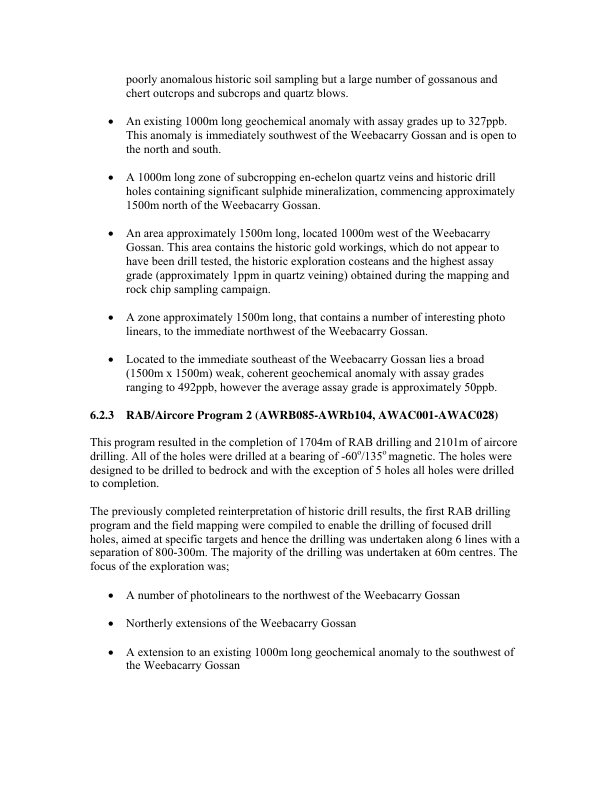 poorly anomalous historic soil sampling but a large number of gossanous and
chert outcrops and subcrops and quartz blows.
• An existing 1000m long geochemical anomaly with assay grades up to 327ppb.
This anomaly is immediately southwest of the Weebacarry Gossan and is open to
the north and south.
• A 1000m long zone of subcropping en-echelon quartz veins and historic drill
holes containing significant sulphide mineralization, commencing approximately
1500m north of the Weebacarry Gossan.
• An area approximately 1500m long, located 1000m west of the Weebacarry
Gossan. This area contains the historic gold workings, which do not appear to
have been drill tested, the historic exploration costeans and the highest assay
grade (approximately 1ppm in quartz veining) obtained during the mapping and
rock chip sampling campaign.
• A zone approximately 1500m long, that contains a number of interesting photo
linears, to the immediate northwest of the Weebacarry Gossan.
• Located to the immediate southeast of the Weebacarry Gossan lies a broad
(1500m x 1500m) weak, coherent geochemical anomaly with assay grades
ranging to 492ppb, however the average assay grade is approximately 50ppb.
6.2.3 RAB/Aircore Program 2 (AWRB085-AWRb104, AWAC001-AWAC028)
This program resulted in the completion of 1704m of RAB drilling and 2101m of aircore
drilling. All of the holes were drilled at a bearing of -60º/135º magnetic. The holes were
designed to be drilled to bedrock and with the exception of 5 holes all holes were drilled
to completion.
The previously completed reinterpretation of historic drill results, the first RAB drilling
program and the field mapping were compiled to enable the drilling of focused drill
holes, aimed at specific targets and hence the drilling was undertaken along 6 lines with a
separation of 800-300m. The majority of the drilling was undertaken at 60m centres. The
focus of the exploration was;
• A number of photolinears to the northwest of the Weebacarry Gossan
• Northerly extensions of the Weebacarry Gossan
• A extension to an existing 1000m long geochemical anomaly to the southwest of
the Weebacarry Gossan